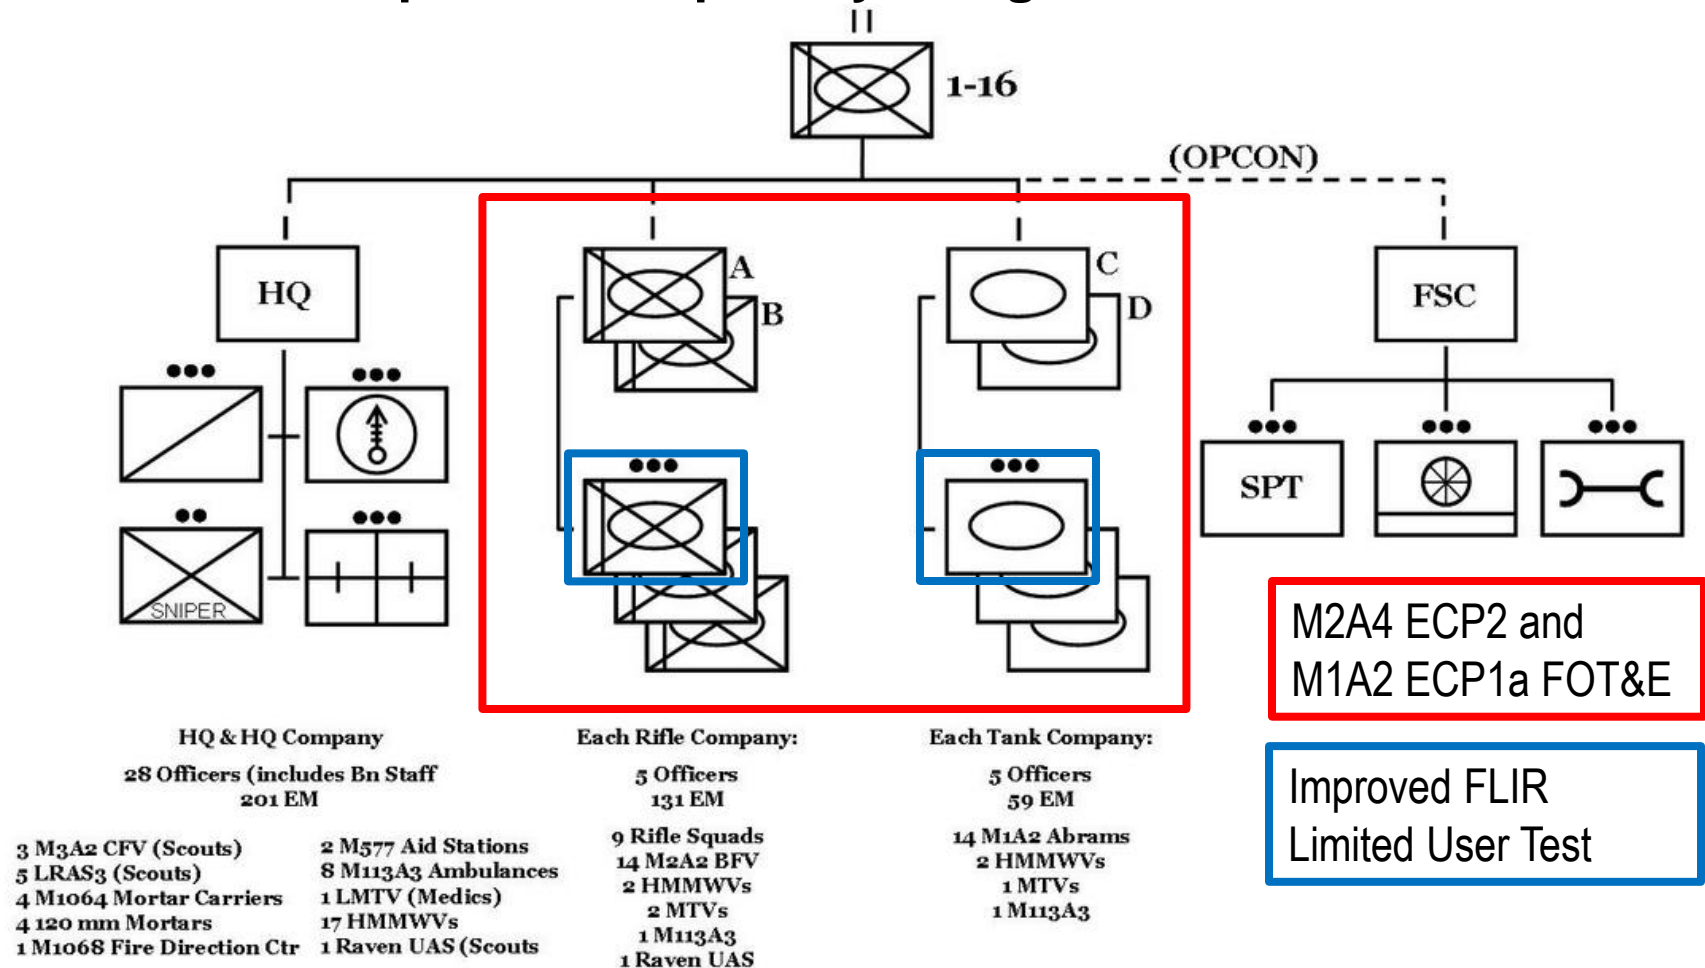 1-16
(OPCON)
HQ
A
B
C
D
FSC
SPT
SNIPER
M2A4 ECP2 and
M1A2 ECP1a FOT&E
Improved FLIR
Limited User Test
HQ & HQ Company
28 Officers (includes Bn Staff
201 EM
3 M3A2 CFV (Scouts)
5 LRAS3 (Scouts)
4 M1064 Mortar Carriers
4 120 mm Mortars
1 M1068 Fire Direction Ctr
2 M577 Aid Stations
8 M113A3 Ambulances
1 LMTV (Medics)
17 HMMWVs
1 Raven UAS (Scouts
Each Rifle Company:
5 Officers
131 EM
9 Rifle Squads
14 M2A2 BFV
2 HMMWVs
2 MTVs
1 M113A3
1 Raven UAS
Each Tank Company:
5 Officers
59 EM
14 M1A2 Abrams
2 HMMWVs
1 MTVs
1 M113A3